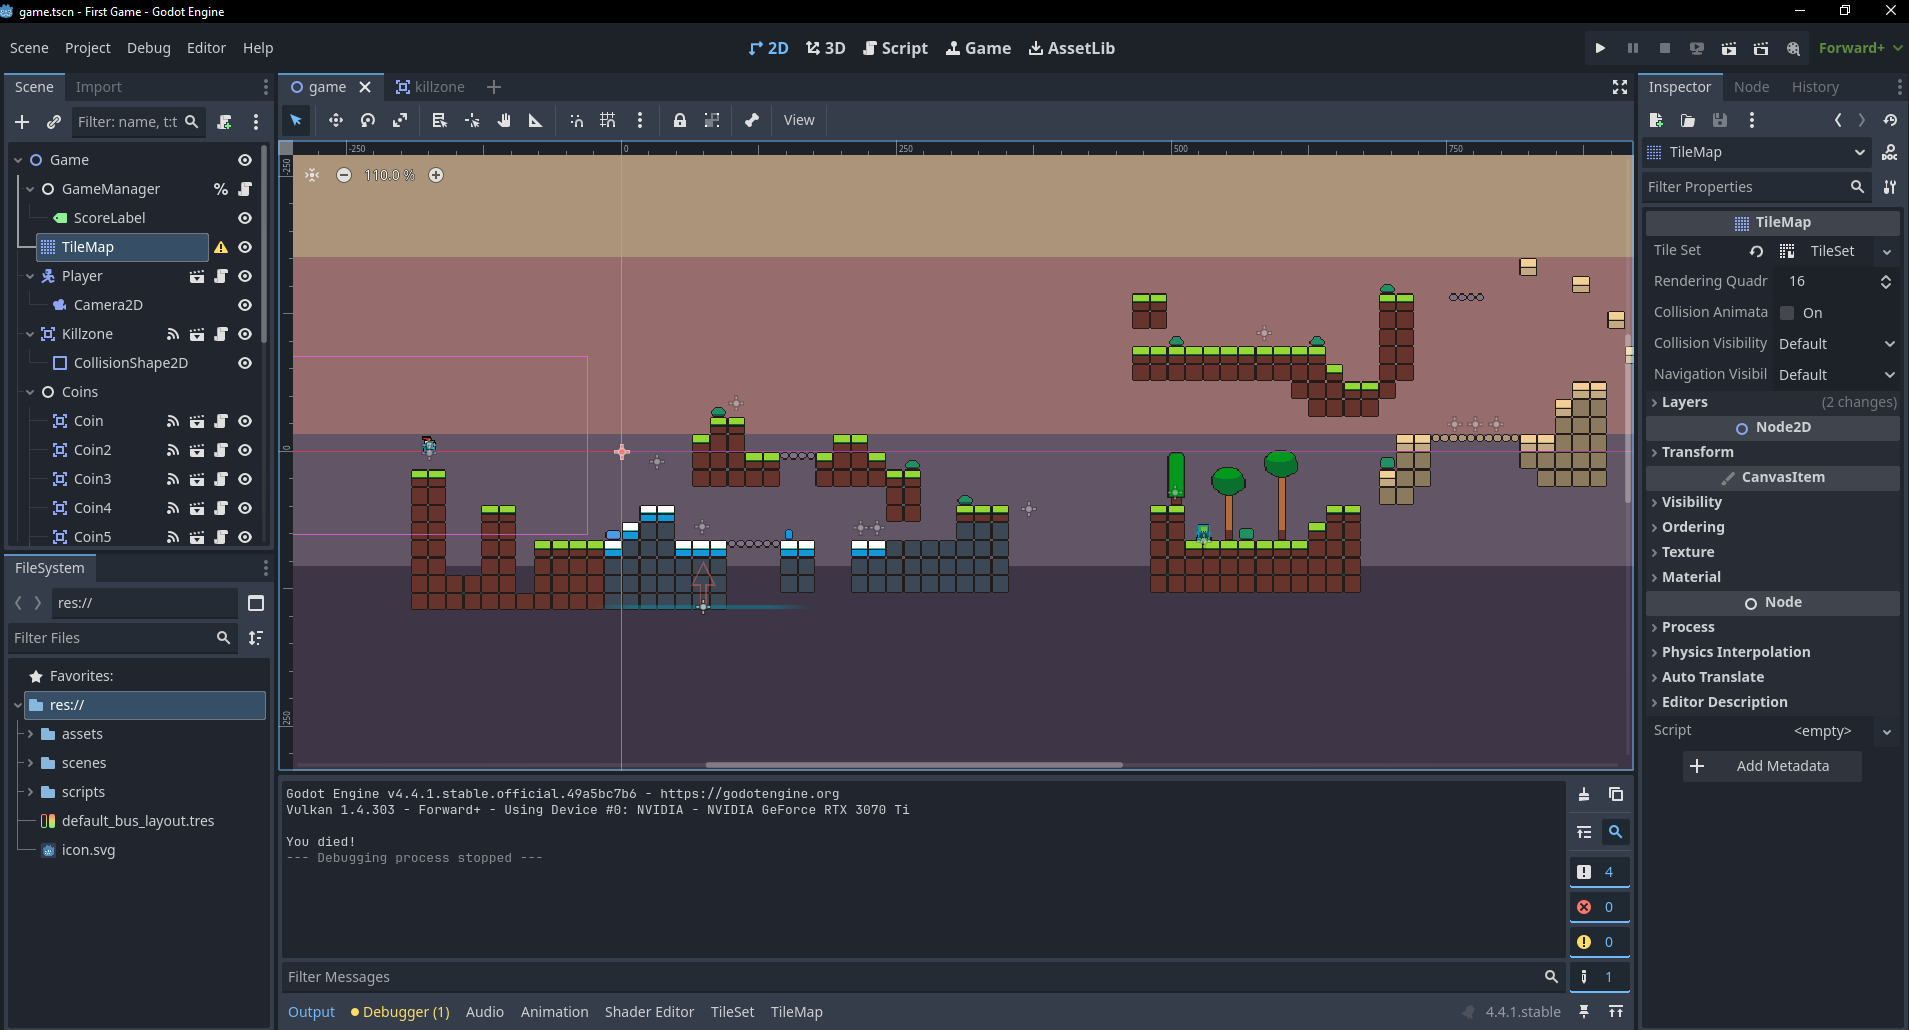 game.tscn - First Game - Godot Engine
Scene Project Debug Editor Help
2D 3D Script Game AssetLib
Forward+
Scene Import
game killzone
Inspector Node History
Filter: name, t:t
View
TileMap
Filter Properties
Game
GameManager
ScoreLabel
TileMap
Player
Camera2D
Killzone
CollisionShape2D
Coins
Coin
Coin2
Coin3
Coin4
Coin5
FileSystem
res://
Filter Files
Favorites:
res://
assets
scenes
scripts
default_bus_layout.tres
icon.svg
-250 0 250 500 750
-250
0
250
110.0 %
Godot Engine v4.4.1.stable.official.49a5bc7b6 - https://godotengine.org
Vulkan 1.4.303 - Forward+ - Using Device #0: NVIDIA - NVIDIA GeForce RTX 3070 Ti
You died!
--- Debugging process stopped ---
4
0
0
1
Filter Messages
Output Debugger (1) Audio Animation Shader Editor TileSet TileMap
4.4.1.stable
TileMap
Tile Set TileSet
Rendering Quadr 16
Collision Animata On
Collision Visibility Default
Navigation Visibil Default
Layers (2 changes)
Node2D
Transform
CanvasItem
Visibility
Ordering
Texture
Material
Node
Process
Physics Interpolation
Auto Translate
Editor Description
Script <empty>
Add Metadata